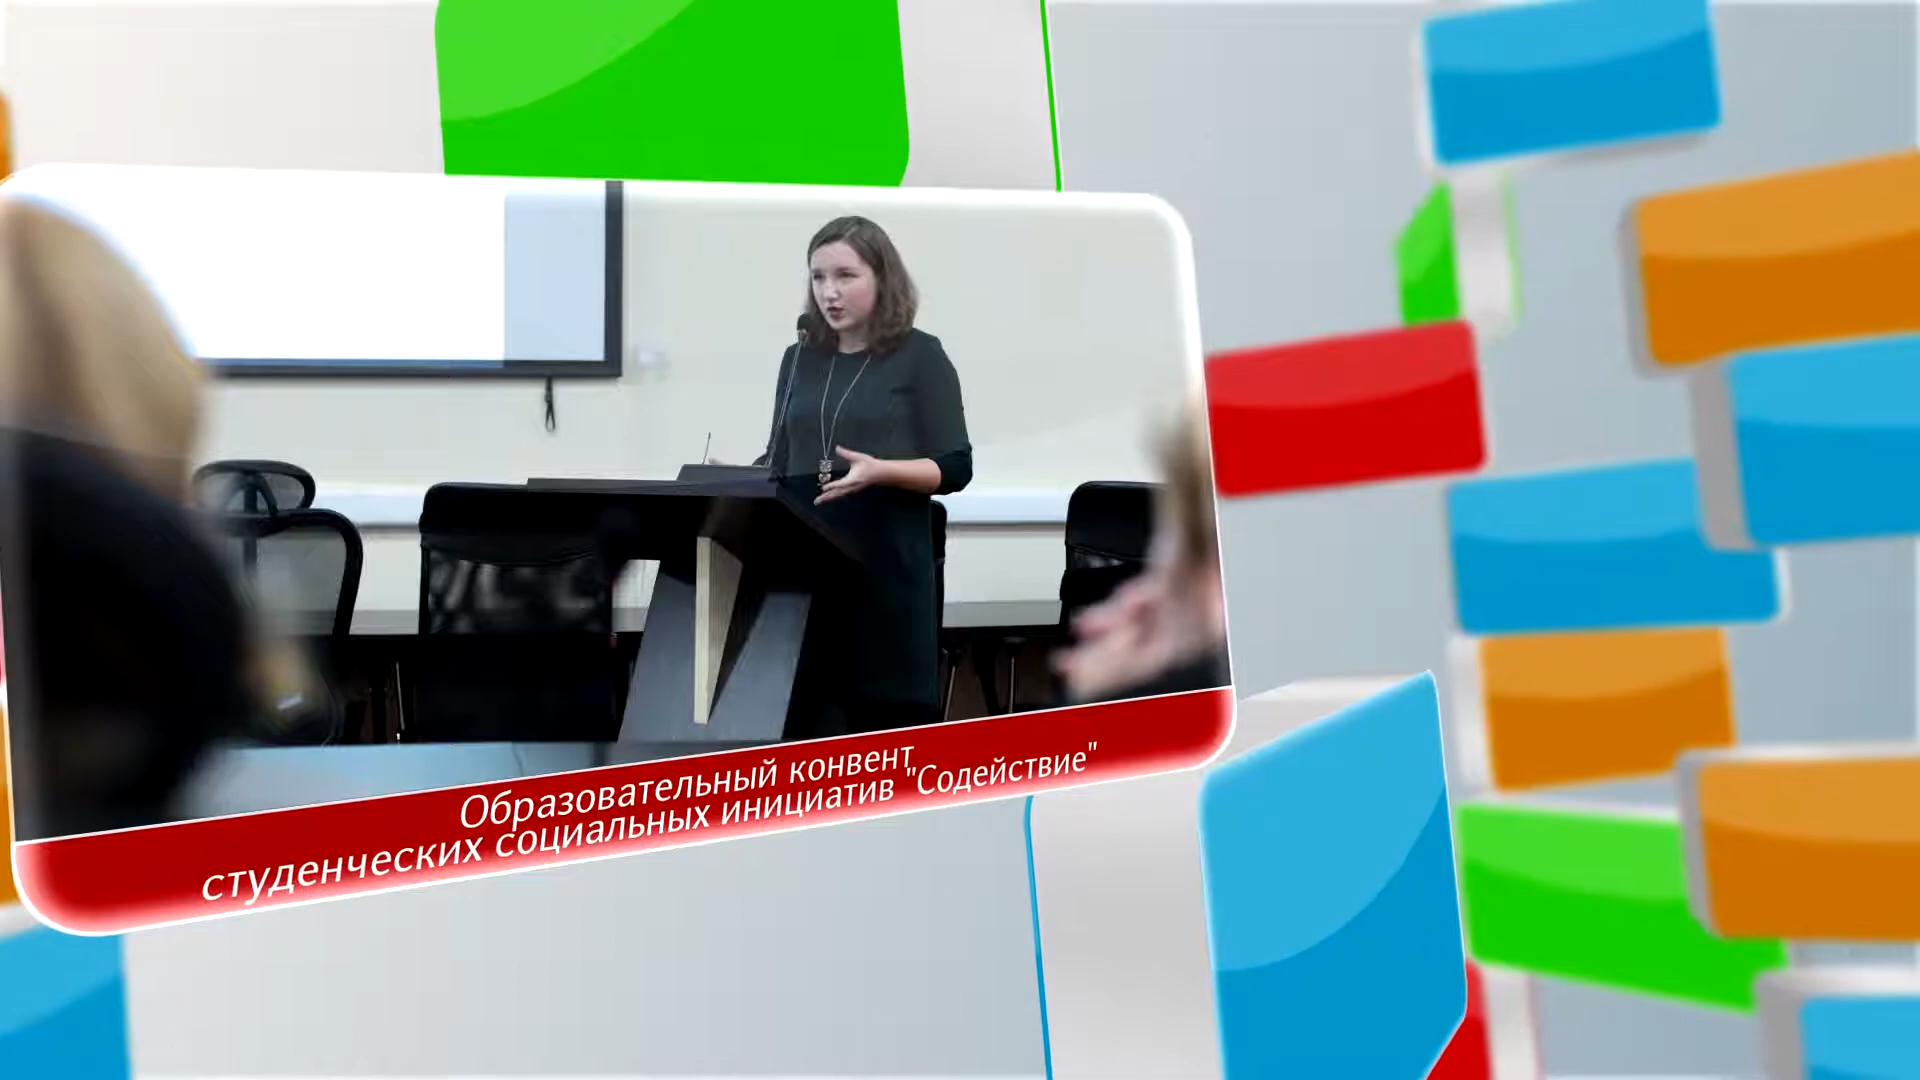 Образовательный конвент
студенческих социальных инициатив "Содействие"